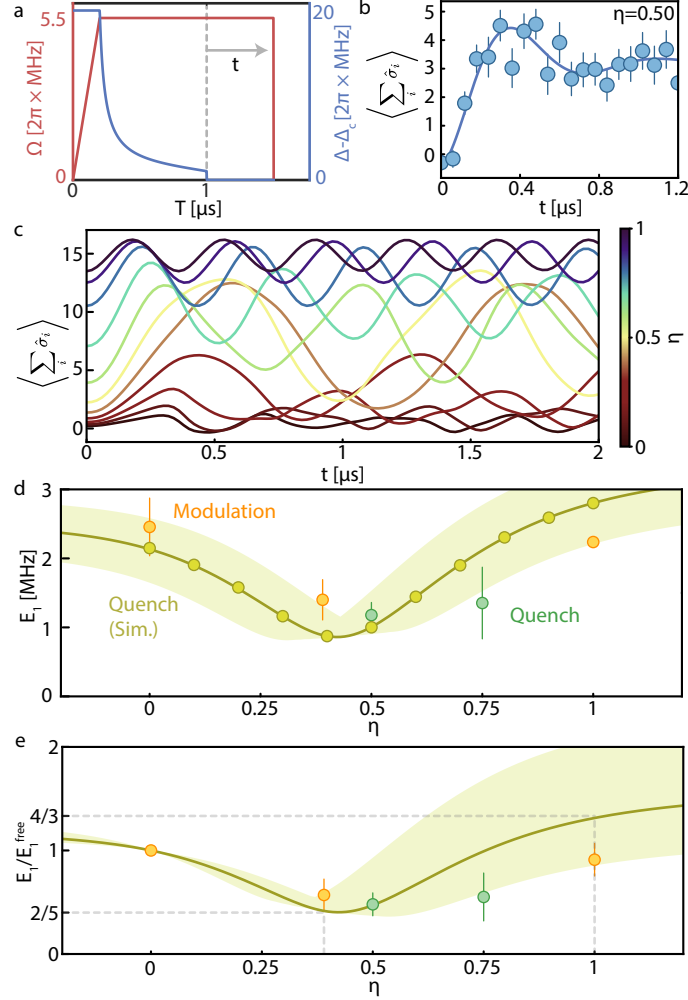 a
5.5
Ω [2π × MHz]
0
20
Δ-Δc [2π × MHz]
0
t
0
1
T [µs]
b
η=0.50
⟨∑i σ̂i⟩
5
4
3
2
1
0
0
0.4
0.8
1.2
t [µs]
c
⟨∑i σ̂i⟩
15
10
5
0
0
0.5
1
1.5
2
t [µs]
1
0.5
0
η
d
E1 [MHz]
3
2
1
0
Modulation
Quench
(Sim.)
Quench
0
0.25
0.5
0.75
1
η
e
E1/E1free
2
4/3
1
2/5
0
0
0.25
0.5
0.75
1
η